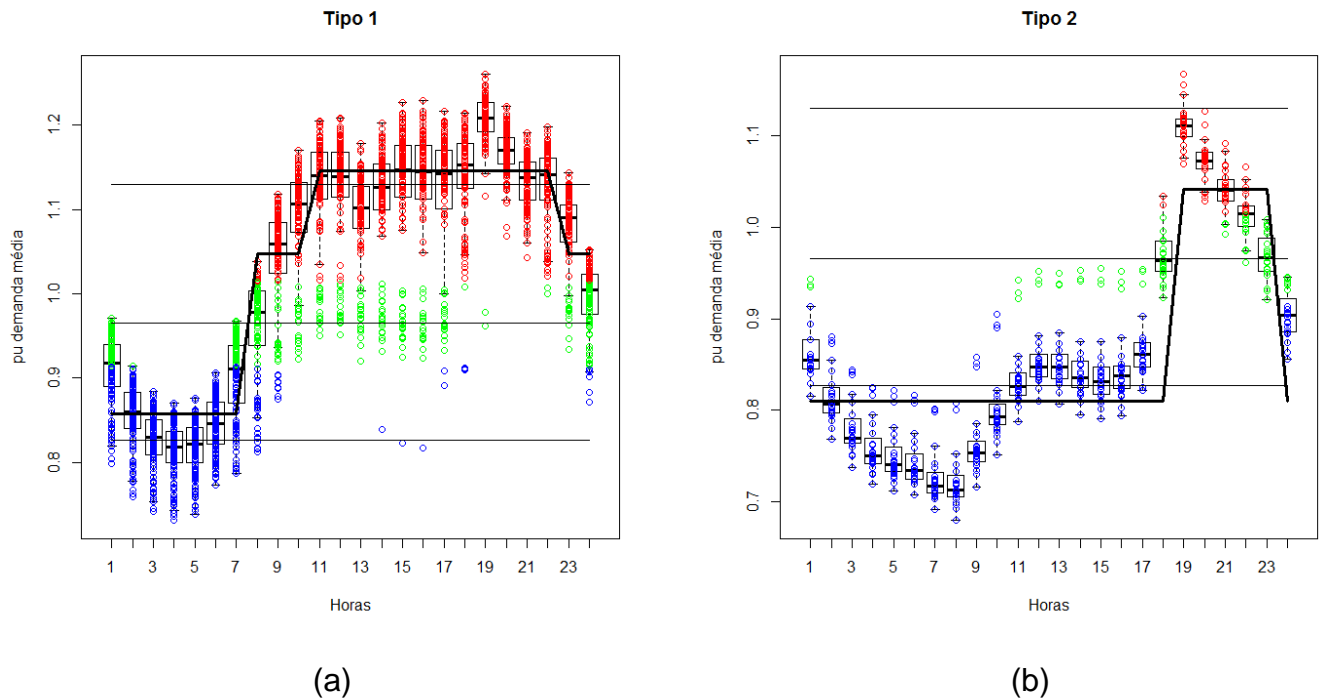 Tipo 1
pu demanda média
1.2
1.1
1.0
0.9
0.8
1 3 5 7 9 11 13 15 17 19 21 23
Horas
(a)
Tipo 2
pu demanda média
1.1
1.0
0.9
0.8
0.7
1 3 5 7 9 11 13 15 17 19 21 23
Horas
(b)